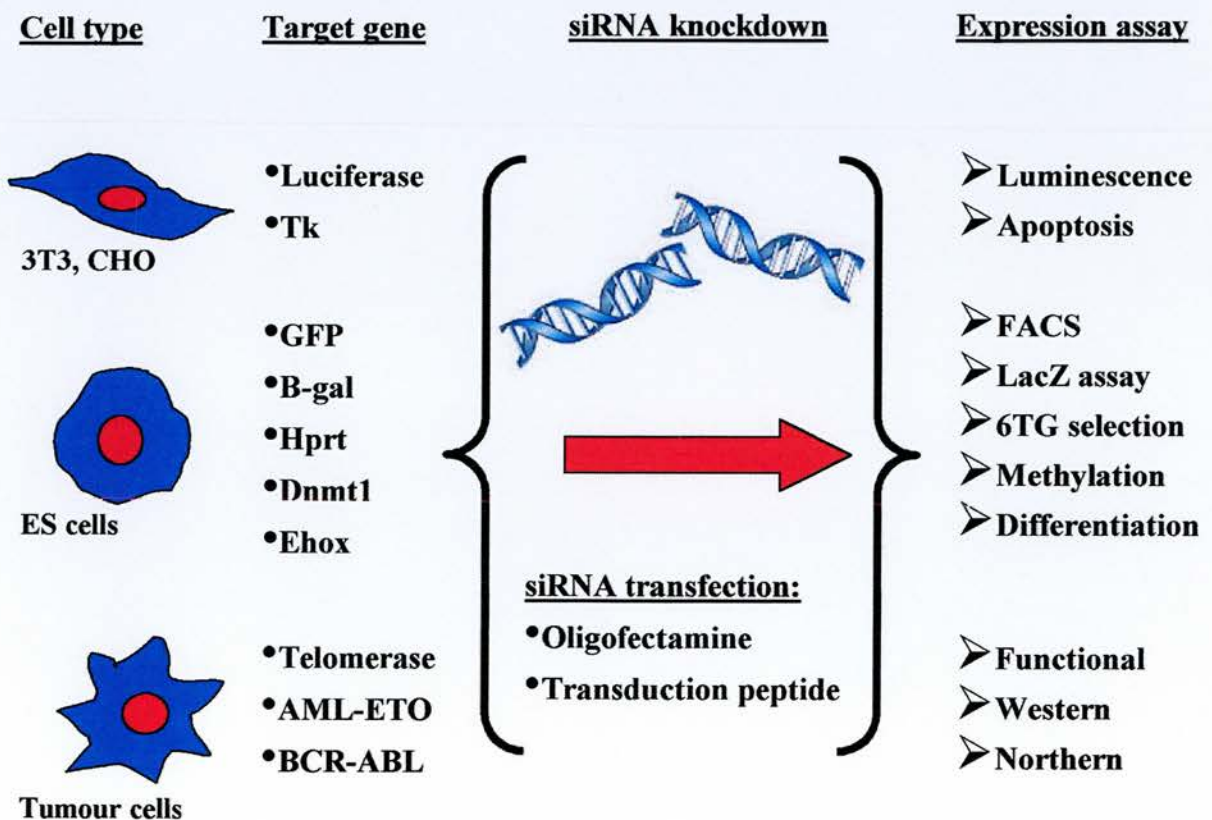 Cell type
Target gene
siRNA knockdown
Expression assay
3T3, CHO
•Luciferase
•Tk
➢Luminescence
➢Apoptosis
ES cells
•GFP
•B-gal
•Hprt
•Dnmt1
•Ehox
➢FACS
➢LacZ assay
➢6TG selection
➢Methylation
➢Differentiation
siRNA transfection:
•Oligofectamine
•Transduction peptide
Tumour cells
•Telomerase
•AML-ETO
•BCR-ABL
➢Functional
➢Western
➢Northern